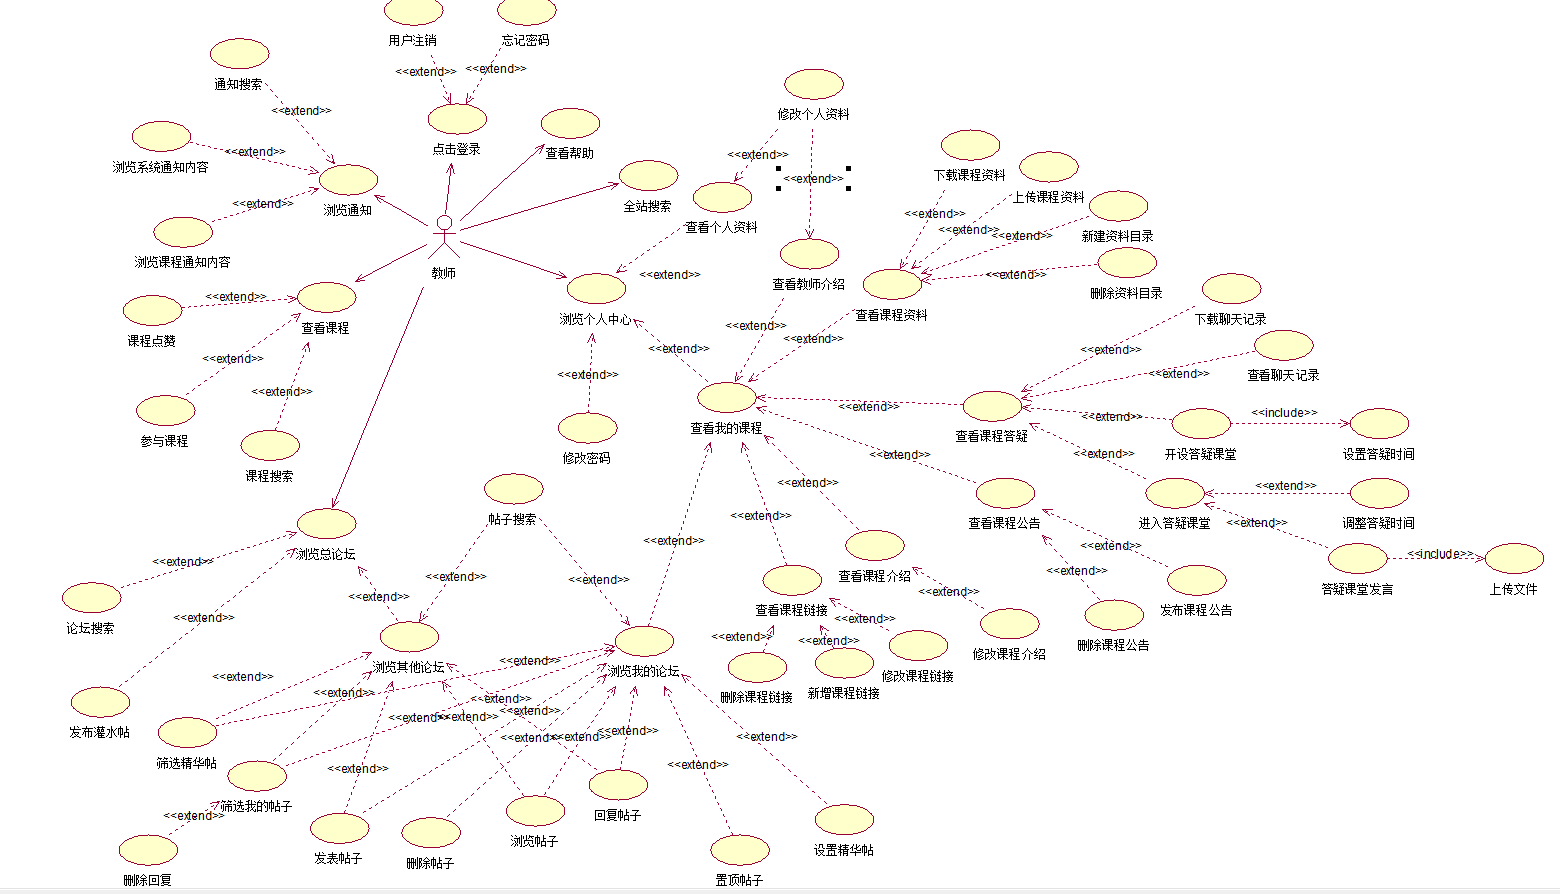 用户注销
忘记密码
<<extend>>
<<extend>>
通知搜索
<<extend>>
修改个人资料
点击登录
查看帮助
浏览系统通知内容
<<extend>>
<<extend>>
<<extend>>
下载课程资料
上传课程资料
浏览通知
<<extend>>
全站搜索
查看个人资料
<<extend>>
<<extend>>
<<extend>>
新建资料目录
浏览课程通知内容
教师
<<extend>>
查看教师介绍
<<extend>>
删除资料目录
<<extend>>
课程点赞
查看课程
浏览个人中心
查看课程资料
下载聊天记录
<<extend>>
<<extend>>
<<extend>>
<<extend>>
<<extend>>
参与课程
<<extend>>
<<extend>>
<<extend>>
查看聊天记录
<<extend>>
<<extend>>
<<include>>
查看我的课程
查看课程答疑
课程搜索
修改密码
<<extend>>
<<extend>>
开设答疑课堂
设置答疑时间
<<extend>>
<<extend>>
帖子搜索
<<extend>>
查看课程公告
进入答疑课堂
<<extend>>
调整答疑时间
<<extend>>
浏览总论坛
<<extend>>
<<extend>>
<<include>>
<<extend>>
<<extend>>
<<extend>>
查看课程介绍
<<extend>>
答疑课堂发言
上传文件
<<extend>>
查看课程链接
<<extend>>
发布课程公告
论坛搜索
<<extend>>
<<extend>>
<<extend>>
<<extend>>
修改课程介绍
删除课程公告
浏览其他论坛
<<extend>>
浏览我的论坛
<<extend>>
删除课程链接
新增课程链接
修改课程链接
<<extend>>
<<extend>>
<<extend>>
<<extend>>
<<extend>>
<<extend>>
发布灌水帖
<<extend>>
<<extend>>
<<extend>>
<<extend>>
筛选精华帖
<<extend>>
<<extend>>
筛选我的帖子
<<extend>>
回复帖子
发表帖子
删除帖子
浏览帖子
设置精华帖
删除回复
置顶帖子